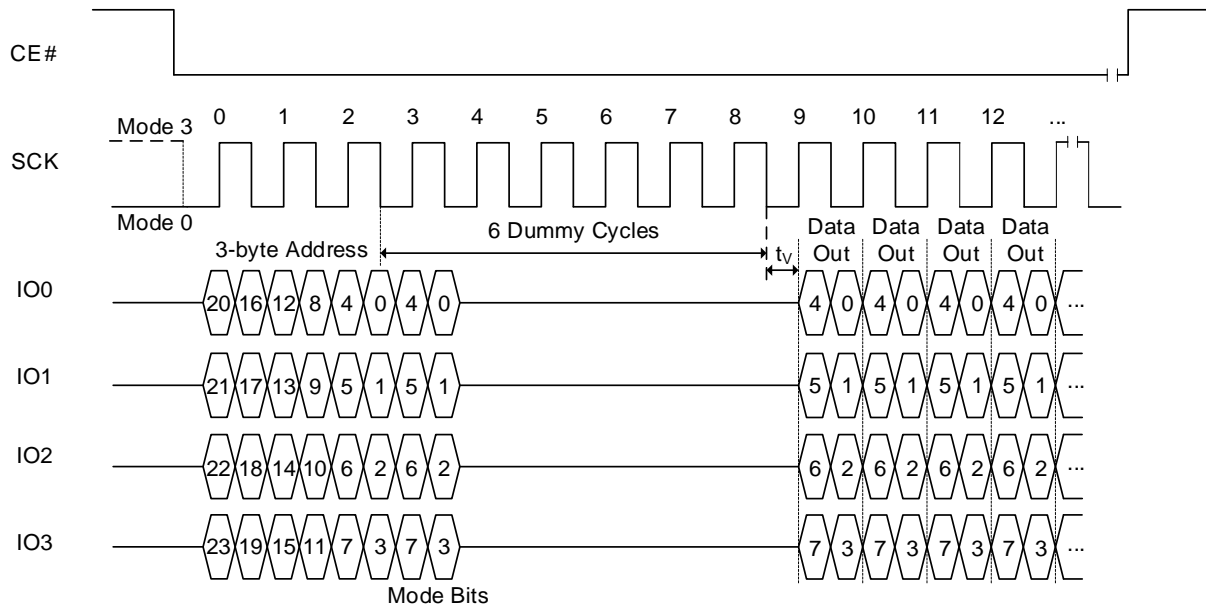 CE#
0 1 2 3 4 5 6 7 8 9 10 11 12 ...
Mode 3
SCK
Mode 0
6 Dummy Cycles
3-byte Address
tV
Data Out
Data Out
Data Out
Data Out
IO0
20 16 12 8 4 0 4 0 4 0 4 0 4 0 4 0 ...
IO1
21 17 13 9 5 1 5 1 5 1 5 1 5 1 5 1 ...
IO2
22 18 14 10 6 2 6 2 6 2 6 2 6 2 6 2 ...
IO3
23 19 15 11 7 3 7 3 7 3 7 3 7 3 7 3 ...
Mode Bits